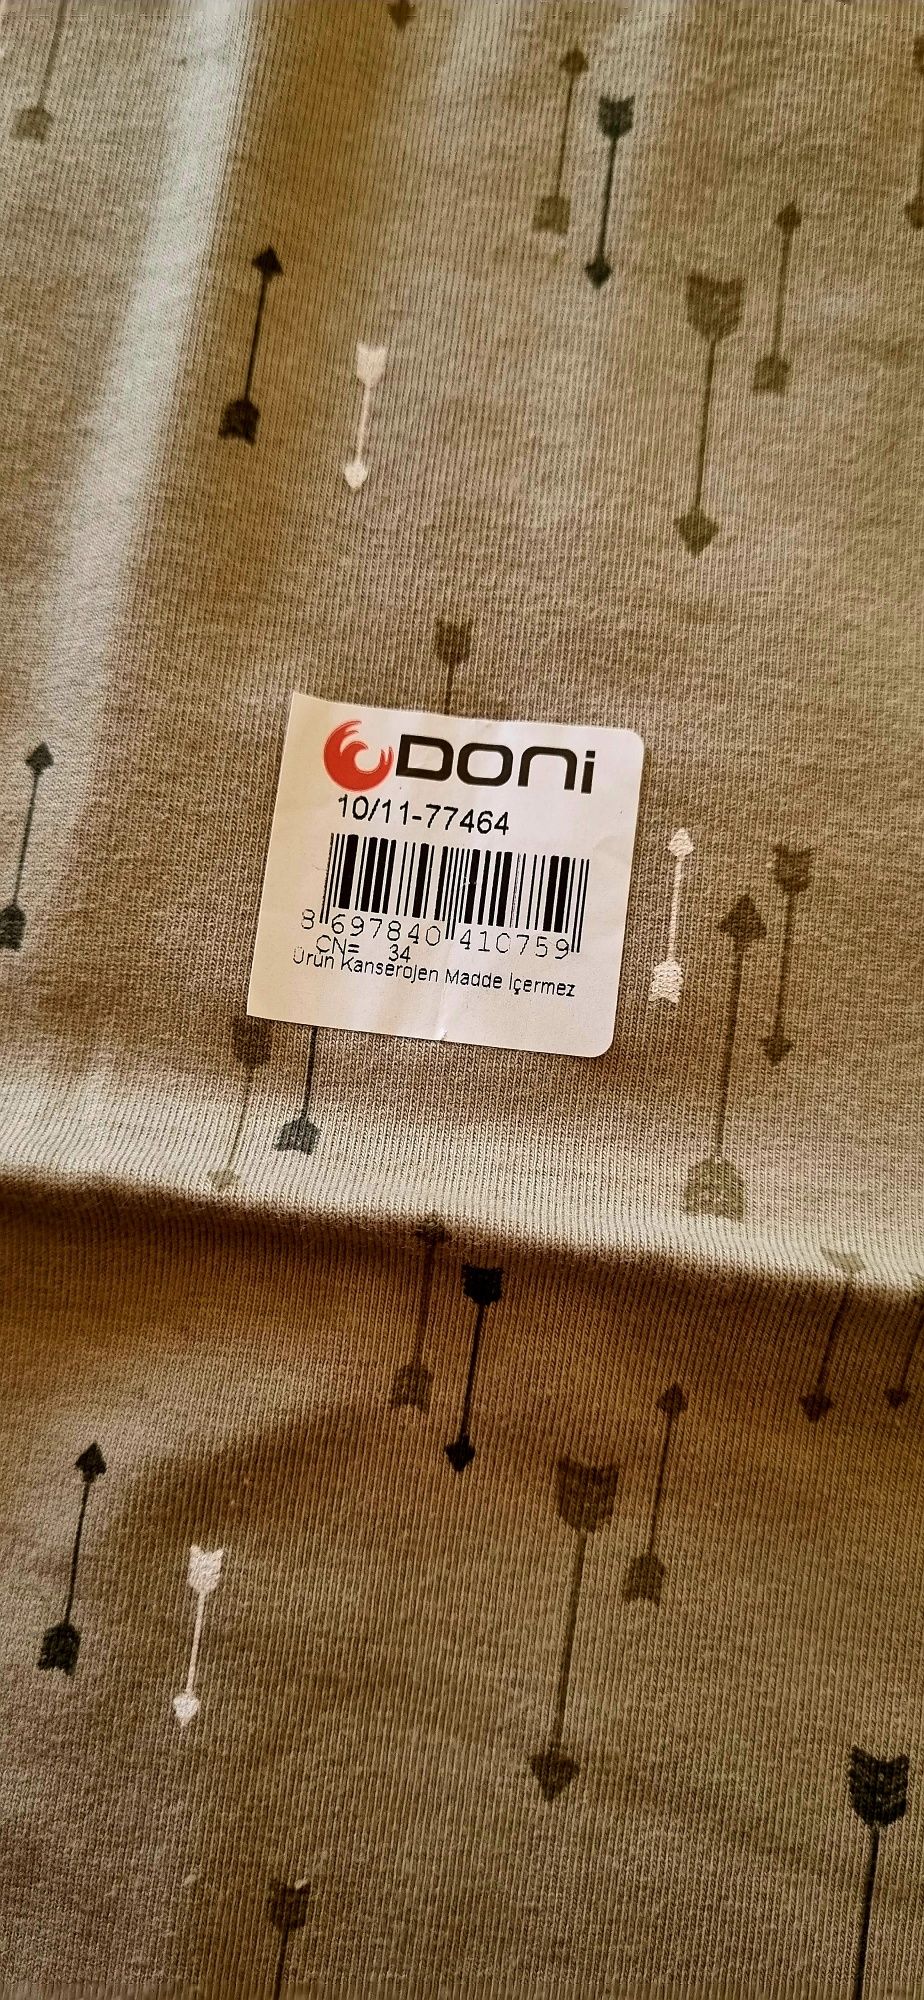 DONi
10/11-77464
8 697840 410759
CN= 34
Ürün Kanserojen Madde İçermez